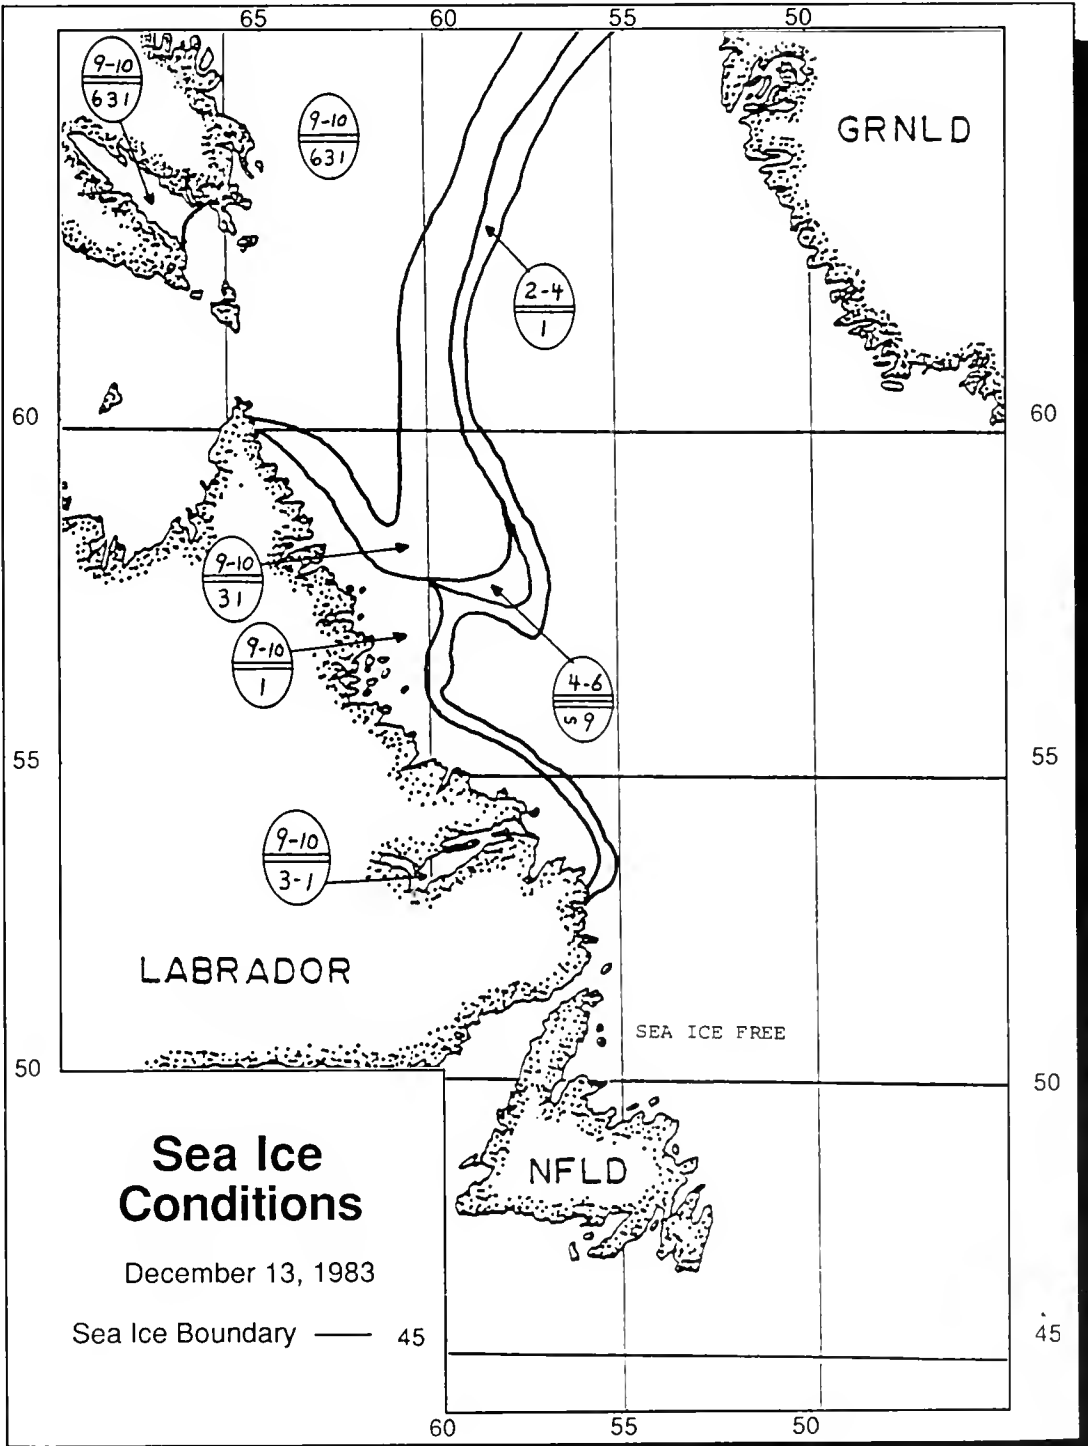 65 60 55 50
9-10
631
9-10
631
GRNLD
2-4
1
60 60
9-10
31
9-10
1
4-6
s 9
55 55
9-10
3-1
LABRADOR
SEA ICE FREE
50 50
NFLD
Sea Ice
Conditions
December 13, 1983
Sea Ice Boundary — 45 45
60 55 50